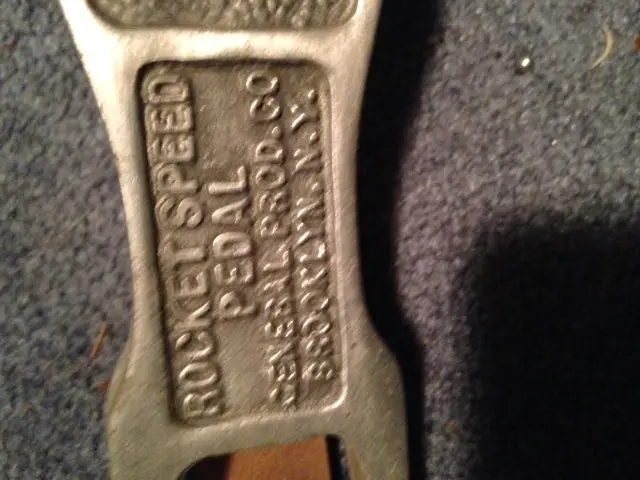 ROCKET SPEED
PEDAL
GENERAL PROD. CO
BROOKLYN. N.Y.